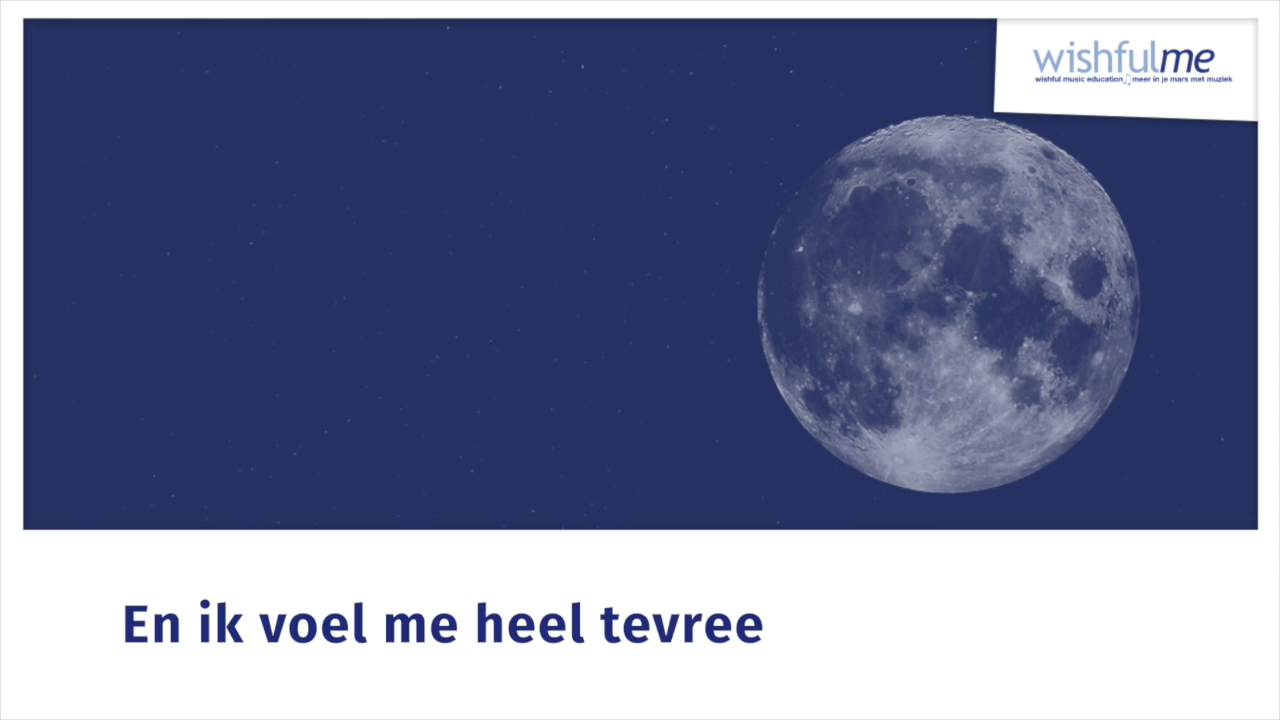 wishfulme
wishful music education♫meer in je mars met muziek
En ik voel me heel tevree